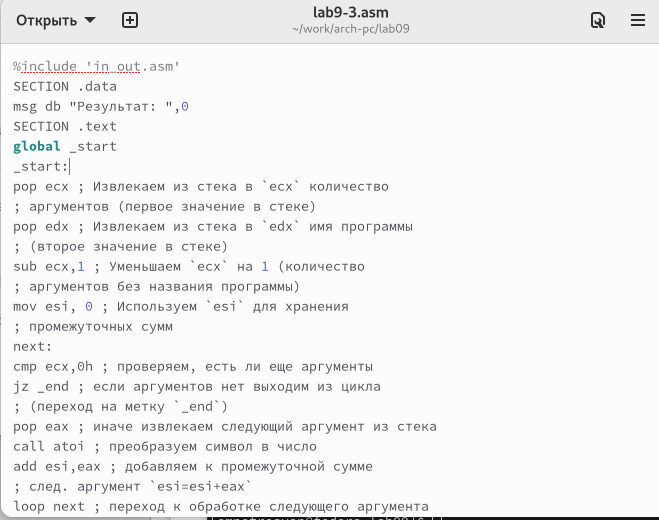 Открыть
lab9-3.asm
~/work/arch-pc/lab09
%include 'in_out.asm'
SECTION .data
msg db "Результат: ",0
SECTION .text
global _start
_start:
pop ecx ; Извлекаем из стека в `ecx` количество
; аргументов (первое значение в стеке)
pop edx ; Извлекаем из стека в `edx` имя программы
; (второе значение в стеке)
sub ecx,1 ; Уменьшаем `ecx` на 1 (количество
; аргументов без названия программы)
mov esi, 0 ; Используем `esi` для хранения
; промежуточных сумм
next:
cmp ecx,0h ; проверяем, есть ли еще аргументы
jz _end ; если аргументов нет выходим из цикла
; (переход на метку `_end`)
pop eax ; иначе извлекаем следующий аргумент из стека
call atoi ; преобразуем символ в число
add esi,eax ; добавляем к промежуточной сумме
; след. аргумент `esi=esi+eax`
loop next ; переход к обработке следующего аргумента